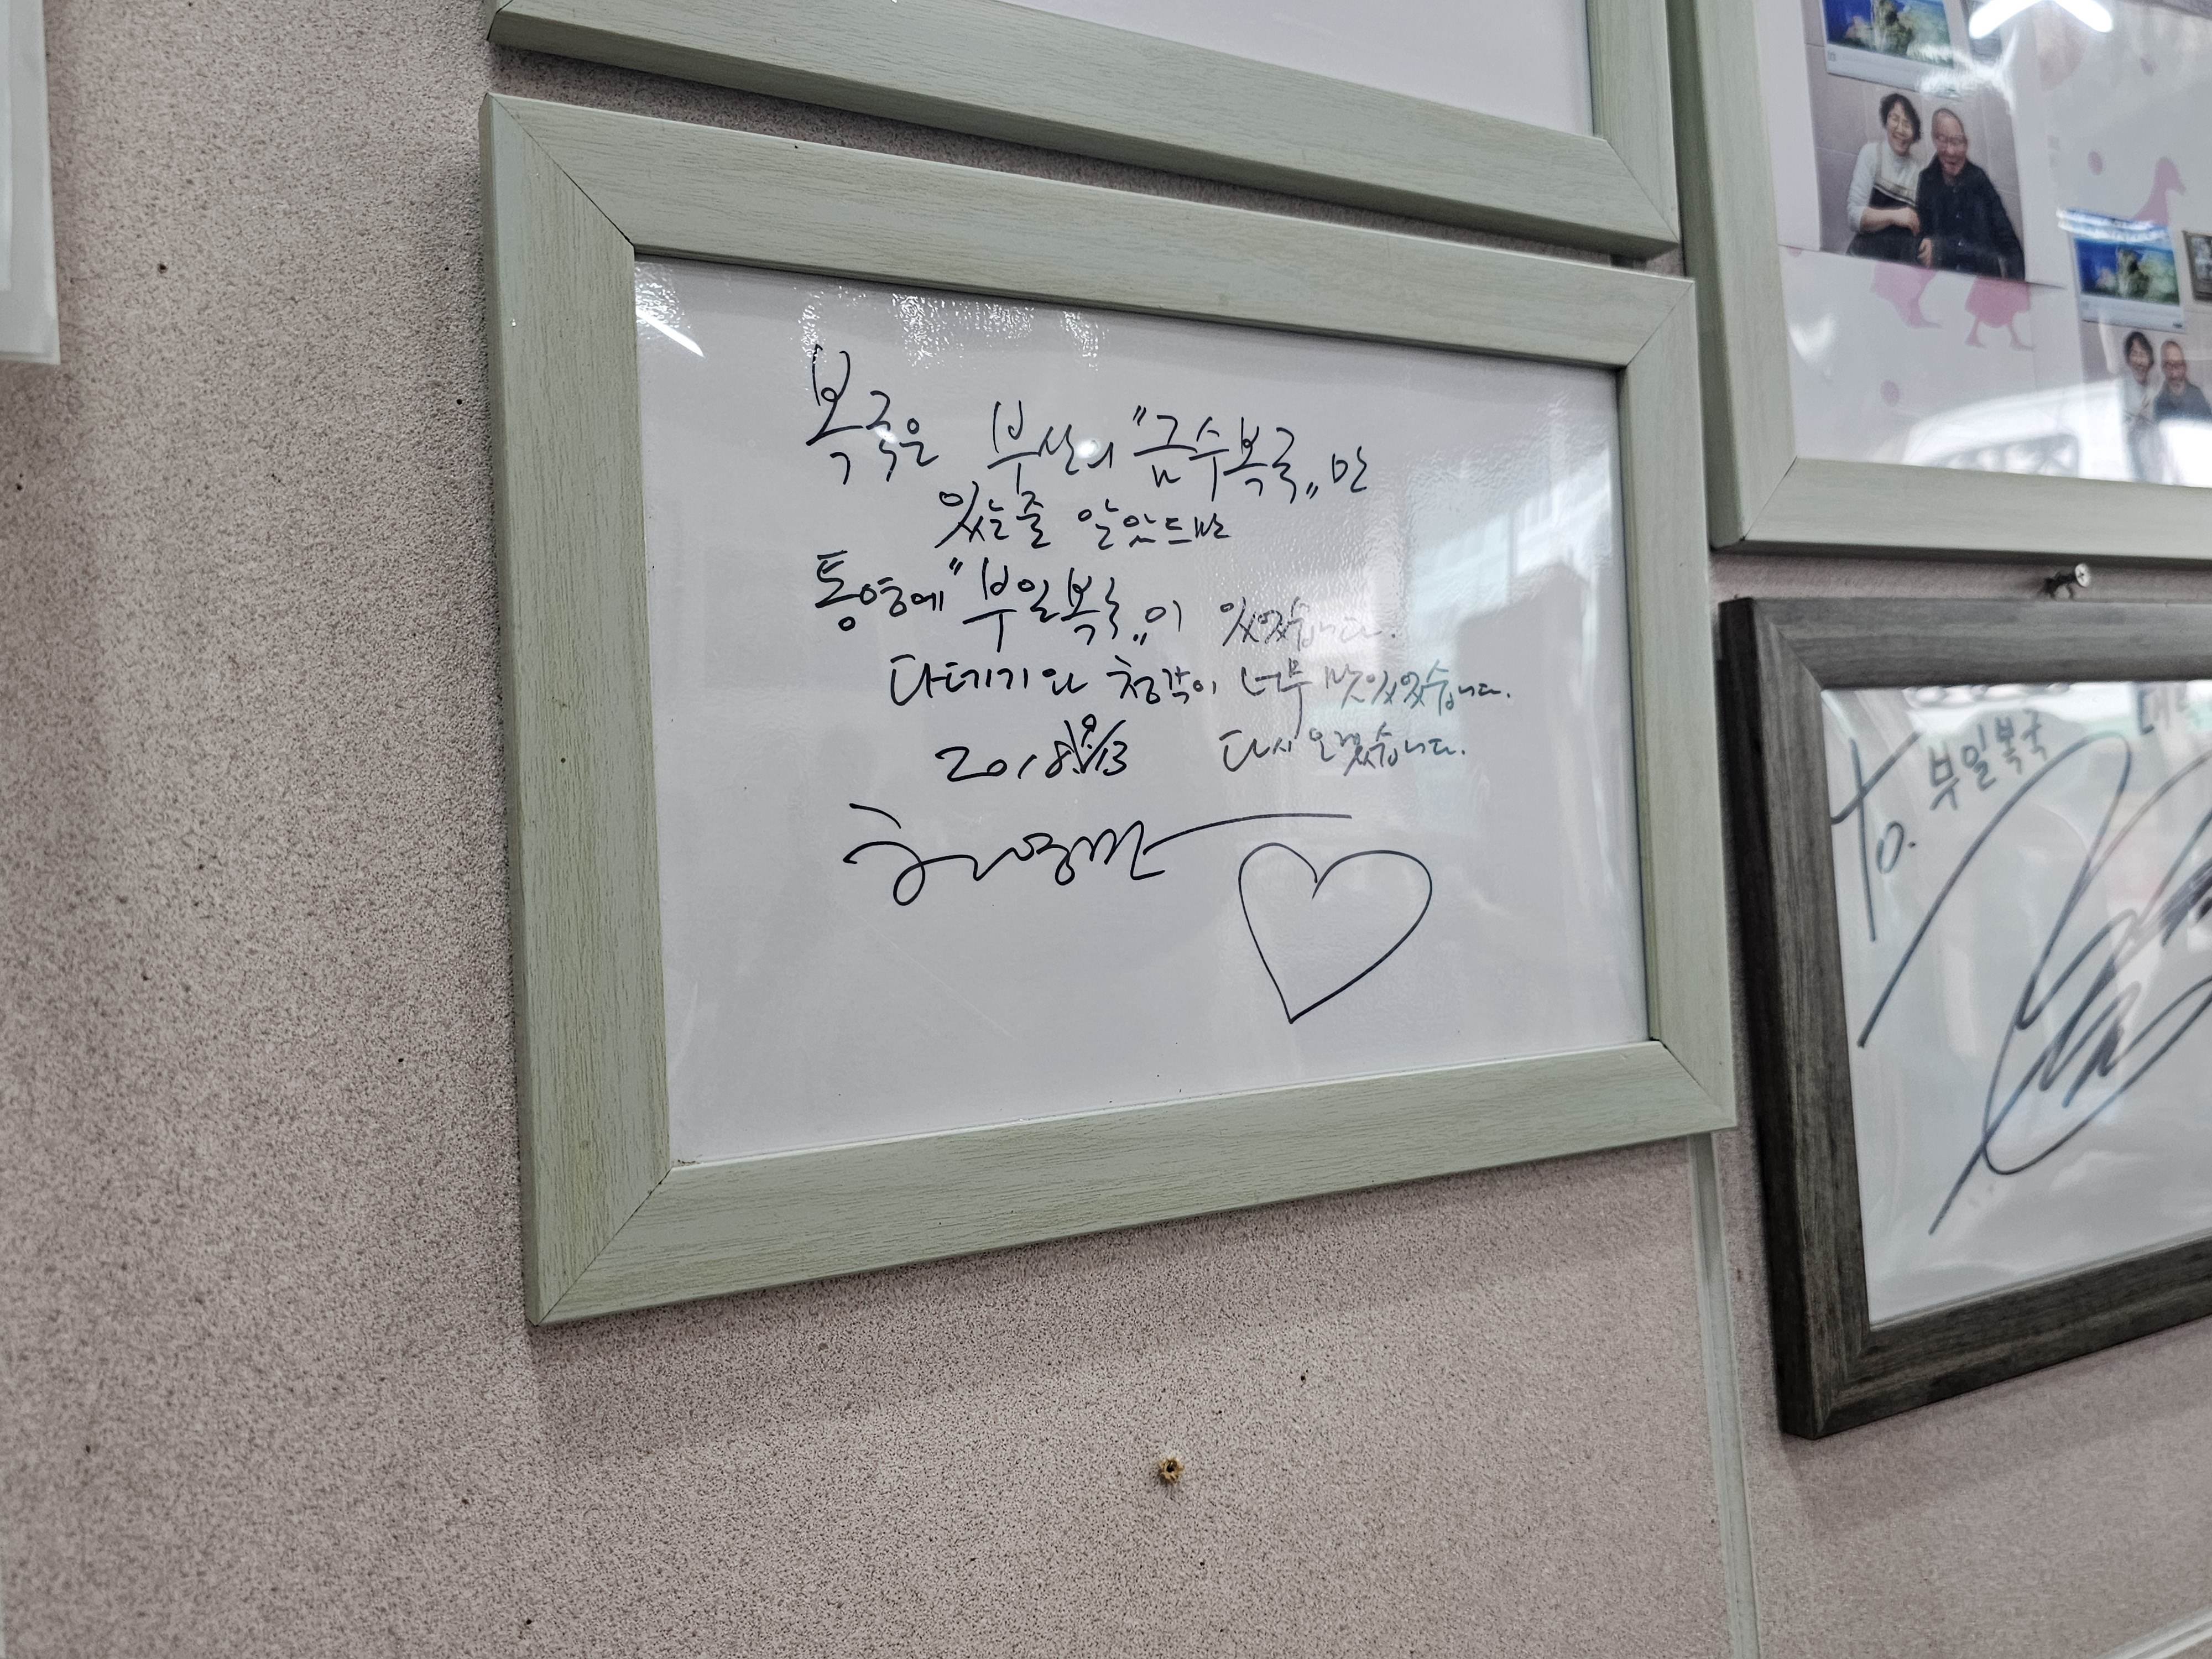 복국은 부산의 "금수복국" 만
있는줄 알았드만
통영에 "부일복국"이 있었습니다.
다데기와 청각이 너무 맛있었습니다.
2018 9/13 다시 오겠습니다.
to. 부일복국